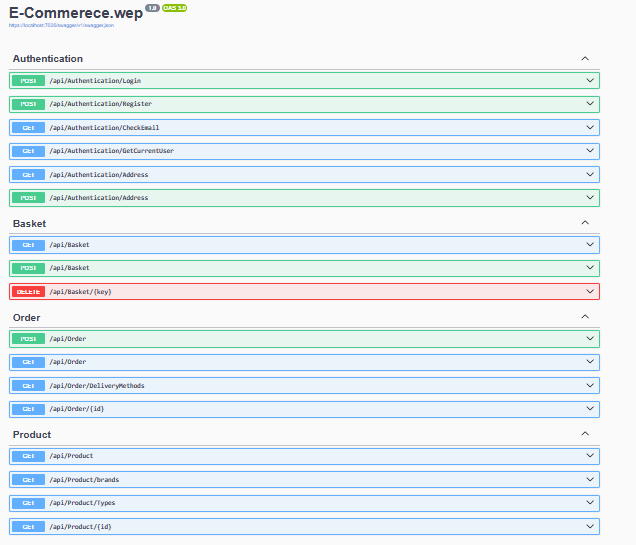 E-Commerece.wep 1.0 OAS 3.0
https://localhost:7026/swagger/v1/swagger.json
Authentication
POST /api/Authentication/Login
POST /api/Authentication/Register
GET /api/Authentication/CheckEmail
GET /api/Authentication/GetCurrentUser
GET /api/Authentication/Address
POST /api/Authentication/Address
Basket
GET /api/Basket
POST /api/Basket
DELETE /api/Basket/{key}
Order
POST /api/Order
GET /api/Order
GET /api/Order/DeliveryMethods
GET /api/Order/{id}
Product
GET /api/Product
GET /api/Product/brands
GET /api/Product/Types
GET /api/Product/{id}